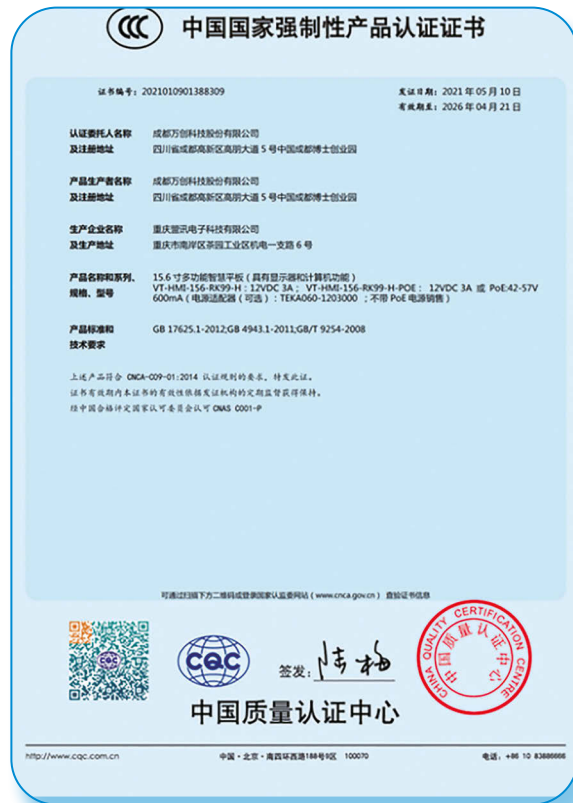 CCC 中国国家强制性产品认证证书
证书编号：2021010901388309
发证日期：2021 年 05 月 10 日
有效期至：2026 年 04 月 21 日
认证委托人名称 成都万创科技股份有限公司
及注册地址 四川省成都高新区高朋大道 5 号中国成都博士创业园
产品生产者名称 成都万创科技股份有限公司
及注册地址 四川省成都高新区高朋大道 5 号中国成都博士创业园
生产企业名称 重庆盟讯电子科技有限公司
及生产地址 重庆市南岸区茶园工业区机电一支路 6 号
产品名称和系列、 15.6 寸多功能智慧平板（具有显示器和计算机功能）
规格、型号 VT-HMI-156-RK99-H：12VDC 3A； VT-HMI-156-RK99-H-POE： 12VDC 3A 或 PoE:42-57V
600mA（电源适配器（可选）：TEKA060-1203000 ；不带 PoE 电源销售）
产品标准和 GB 17625.1-2012;GB 4943.1-2011;GB/T 9254-2008
技术要求
上述产品符合 CNCA-C09-01:2014 认证规则的要求，特发此证。
证书有效期内本证书的有效性依据发证机构的定期监督获得保持。
经中国合格评定国家认可委员会认可 CNAS C001-P
可通过扫描下方二维码或登录国家认监委网站（www.cnca.gov.cn）查验证书信息
CQC
CQC
签发：陆梅
CHINA QUALITY CERTIFICATION CENTRE
中国质量认证中心
中国质量认证中心
http://www.cqc.com.cn
中国·北京·南四环西路188号9区 100070
电话：+86 10 83886666